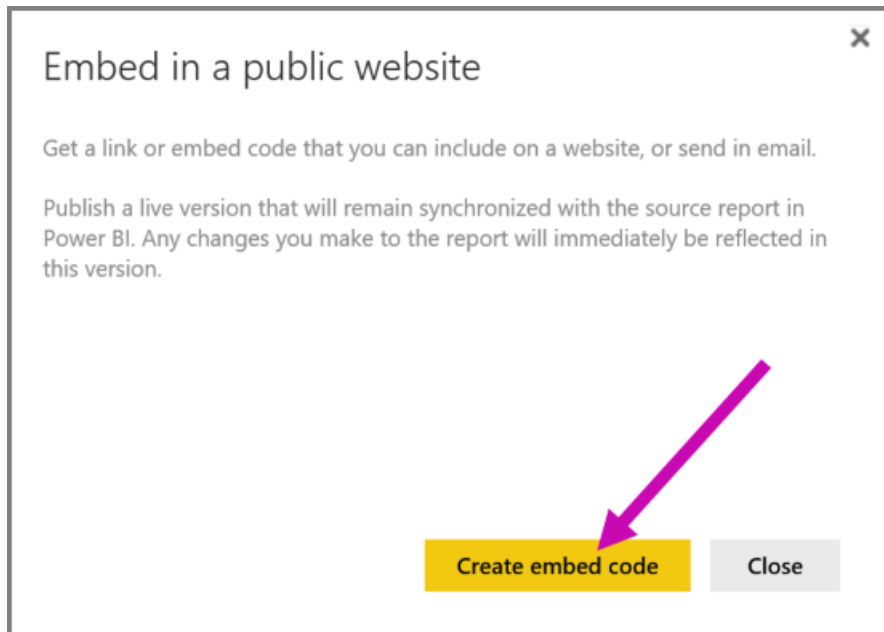 Embed in a public website
Get a link or embed code that you can include on a website, or send in email.
Publish a live version that will remain synchronized with the source report in
Power BI. Any changes you make to the report will immediately be reflected in
this version.
Create embed code
Close